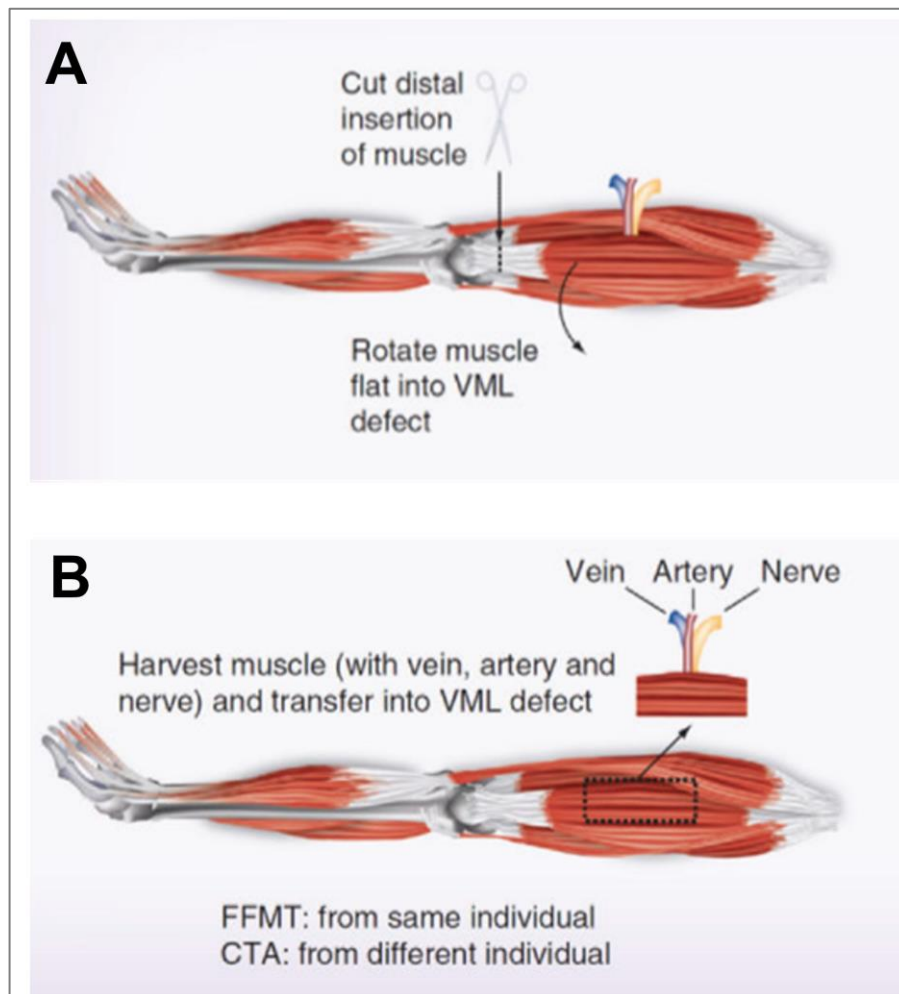 A
Cut distal
insertion
of muscle
Rotate muscle
flat into VML
defect
B
Vein Artery Nerve
Harvest muscle (with vein, artery and
nerve) and transfer into VML defect
FFMT: from same individual
CTA: from different individual